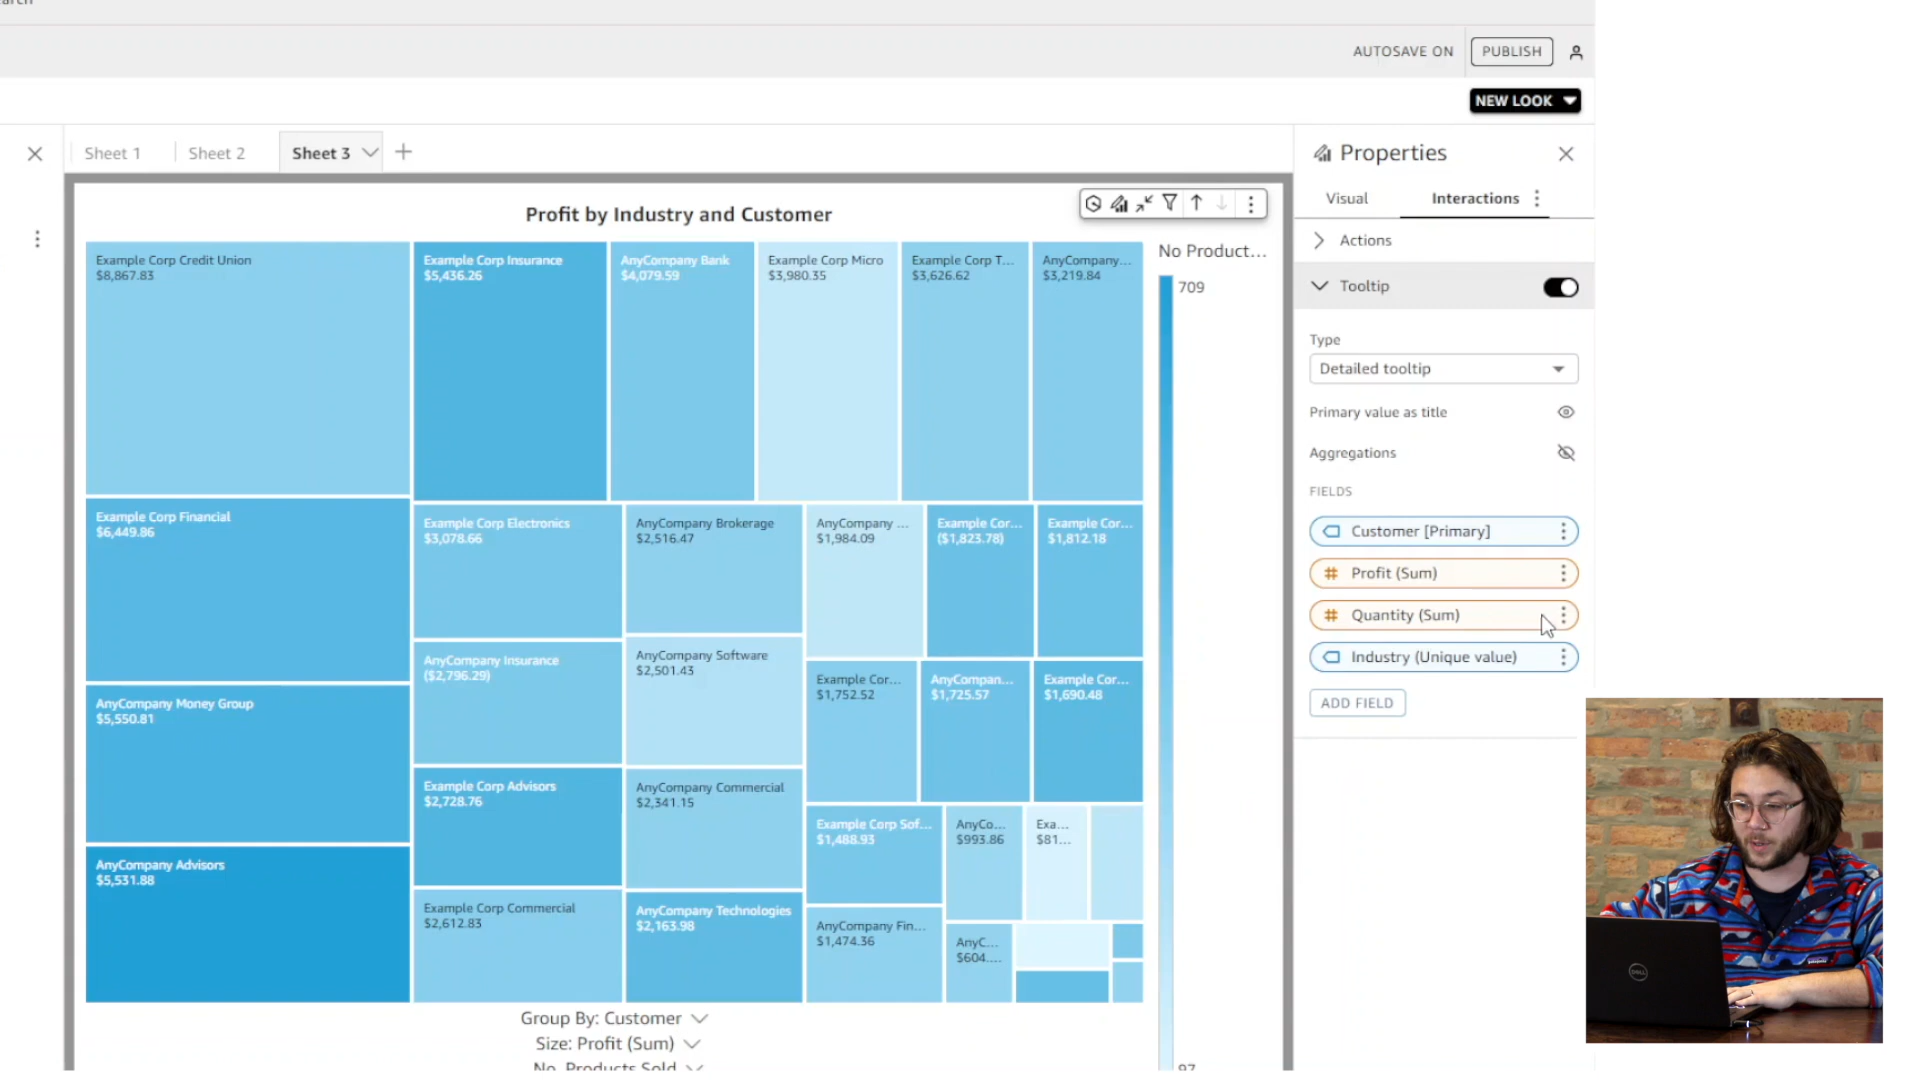 AUTOSAVE ON
PUBLISH
NEW LOOK
Sheet 1
Sheet 2
Sheet 3
Properties
Visual
Interactions
Profit by Industry and Customer
Actions
Tooltip
Type
Detailed tooltip
Primary value as title
Aggregations
FIELDS
Customer [Primary]
Profit (Sum)
Quantity (Sum)
Industry (Unique value)
ADD FIELD
No Product...
709
Example Corp Credit Union
$8,867.83
Example Corp Insurance
$5,436.26
AnyCompany Bank
$4,079.59
Example Corp Micro
$3,980.35
Example Corp T...
$3,626.62
AnyCompany...
$3,219.84
Example Corp Financial
$6,449.86
Example Corp Electronics
$3,078.66
AnyCompany Brokerage
$2,516.47
AnyCompany ...
$1,984.09
Example Cor...
($1,823.78)
Example Cor...
$1,812.18
AnyCompany Insurance
($2,796.29)
AnyCompany Software
$2,501.43
Example Cor...
$1,752.52
AnyCompan...
$1,725.57
Example Cor...
$1,690.48
AnyCompany Money Group
$5,550.81
Example Corp Advisors
$2,728.76
AnyCompany Commercial
$2,341.15
Example Corp Sof...
$1,488.93
AnyCo...
$993.86
Exa...
$81...
AnyCompany Advisors
$5,531.88
Example Corp Commercial
$2,612.83
AnyCompany Technologies
$2,163.98
AnyCompany Fin...
$1,474.36
AnyC...
$604....
Group By: Customer
Size: Profit (Sum)
No. Products Sold
97
DELL